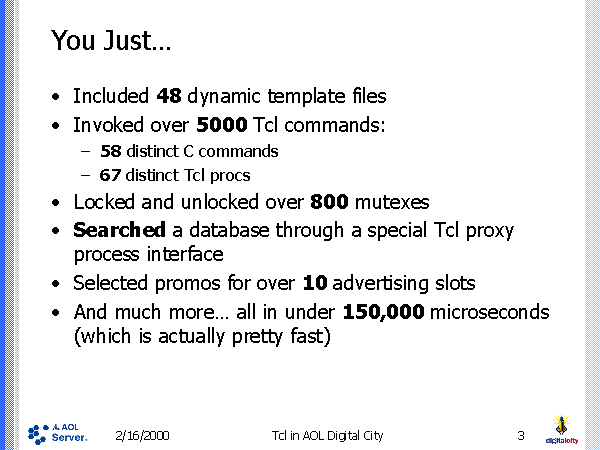 You Just…
• Included 48 dynamic template files
• Invoked over 5000 Tcl commands:
– 58 distinct C commands
– 67 distinct Tcl procs
• Locked and unlocked over 800 mutexes
• Searched a database through a special Tcl proxy
process interface
• Selected promos for over 10 advertising slots
• And much more… all in under 150,000 microseconds
(which is actually pretty fast)
AOL
Server.
2/16/2000
Tcl in AOL Digital City
3
digitalcity